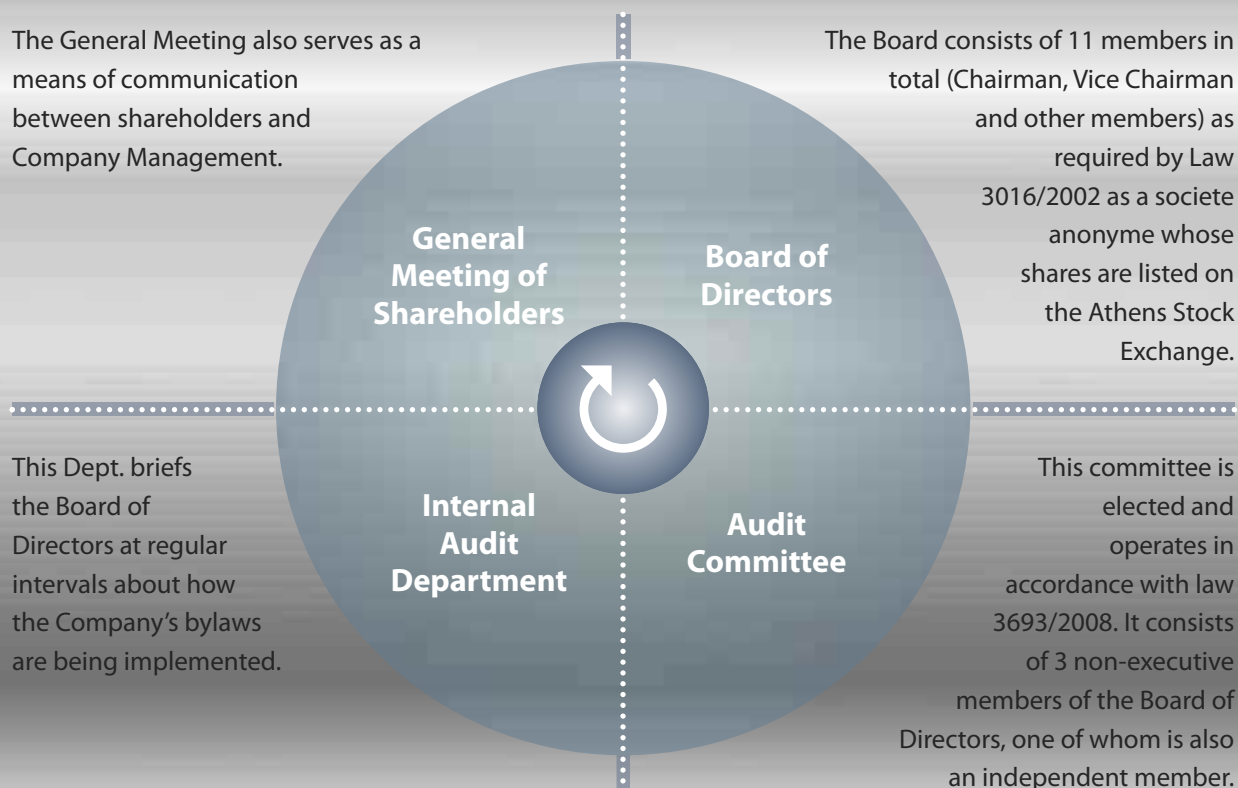 The General Meeting also serves as a
means of communication
between shareholders and
Company Management.
The Board consists of 11 members in
total (Chairman, Vice Chairman
and other members) as
required by Law
3016/2002 as a societe
anonyme whose
shares are listed on
the Athens Stock
Exchange.
General
Meeting of
Shareholders
Board of
Directors
This Dept. briefs
the Board of
Directors at regular
intervals about how
the Company's bylaws
are being implemented.
Internal
Audit
Department
Audit
Committee
This committee is
elected and
operates in
accordance with law
3693/2008. It consists
of 3 non-executive
members of the Board of
Directors, one of whom is also
an independent member.